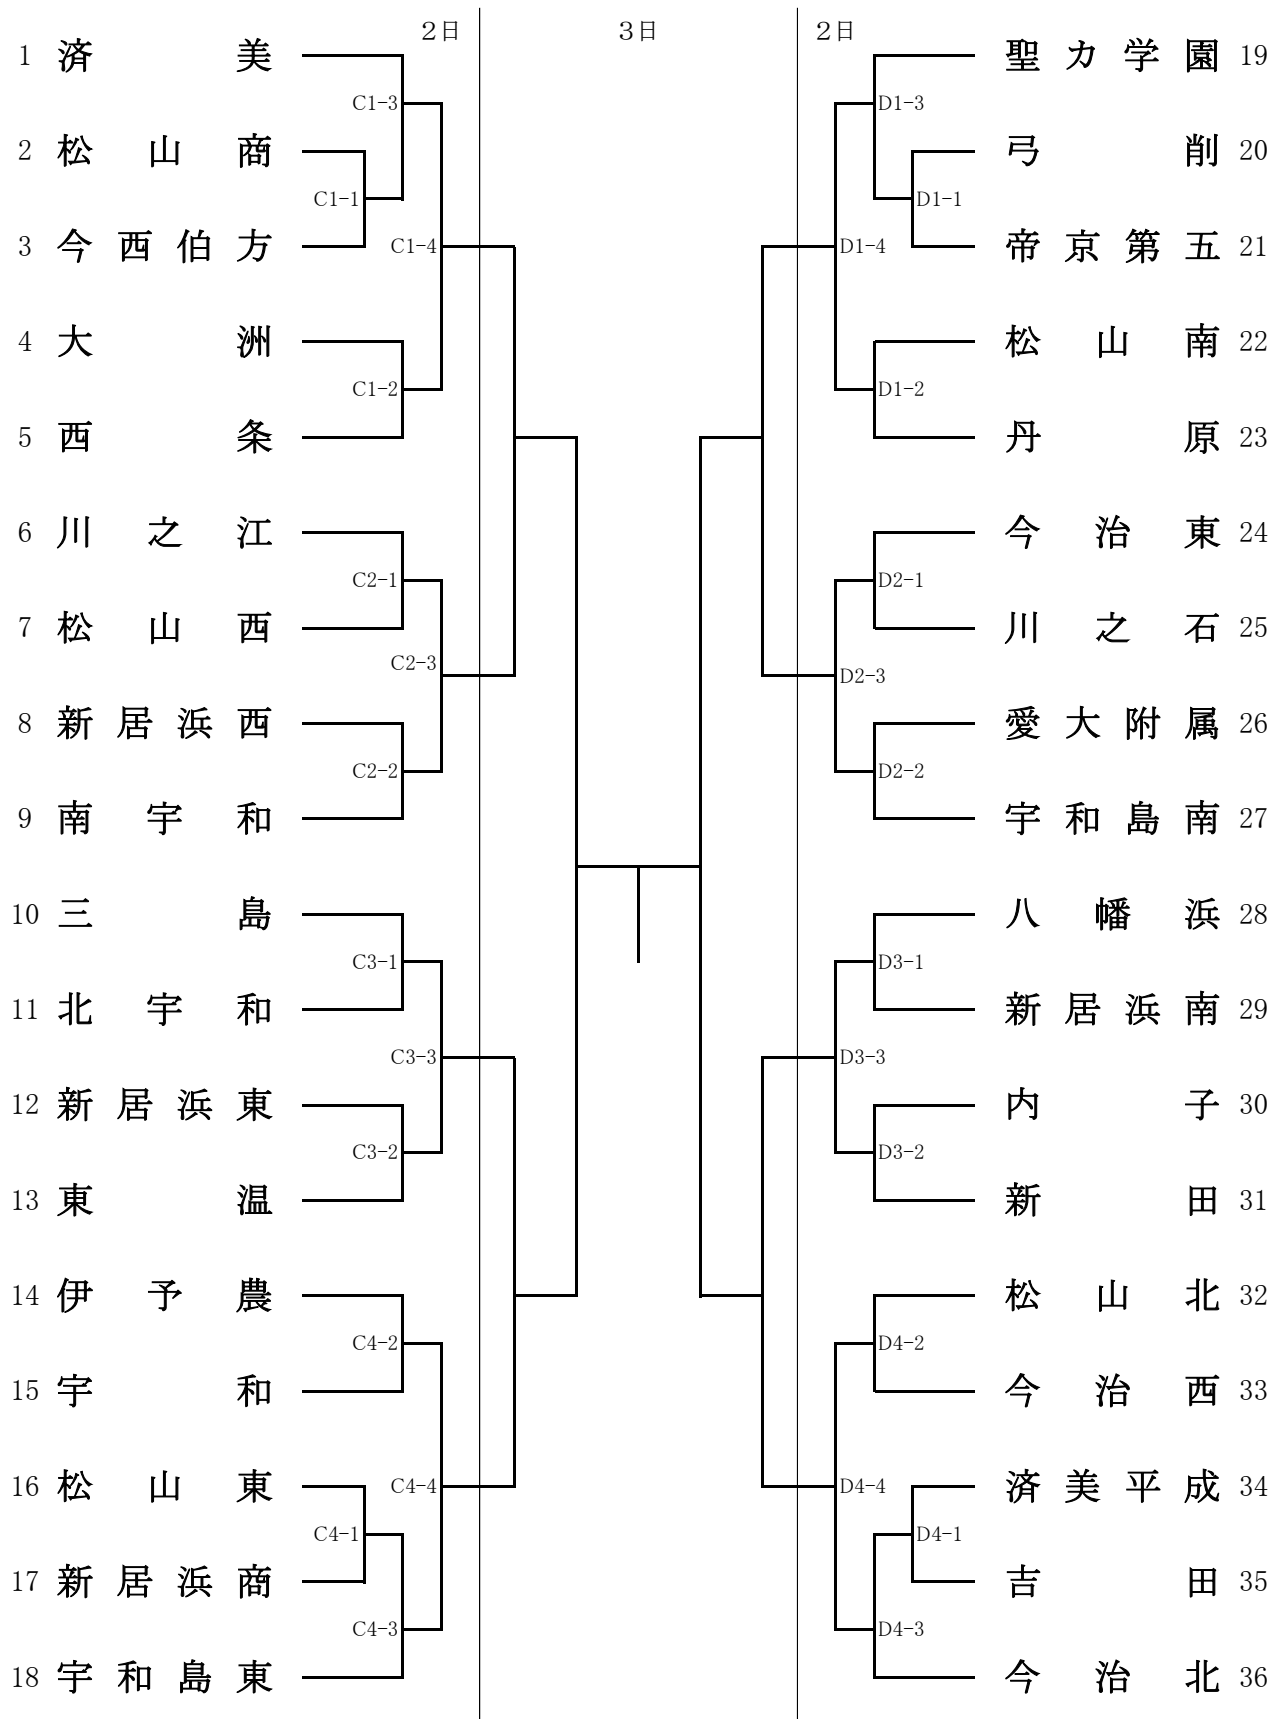 ２日 ３日 ２日
1 済美 聖カ学園 19
C1-3 D1-3
2 松山商 弓削 20
C1-1 D1-1
3 今西伯方 C1-4 D1-4 帝京第五 21
4 大洲 松山南 22
C1-2 D1-2
5 西条 丹原 23
6 川之江 今治東 24
C2-1 D2-1
7 松山西 川之石 25
C2-3 D2-3
8 新居浜西 愛大附属 26
C2-2 D2-2
9 南宇和 宇和島南 27
10 三島 八幡浜 28
C3-1 D3-1
11 北宇和 新居浜南 29
C3-3 D3-3
12 新居浜東 内子 30
C3-2 D3-2
13 東温 新田 31
14 伊予農 松山北 32
C4-2 D4-2
15 宇和 今治西 33
16 松山東 C4-4 D4-4 済美平成 34
C4-1 D4-1
17 新居浜商 吉田 35
C4-3 D4-3
18 宇和島東 今治北 36